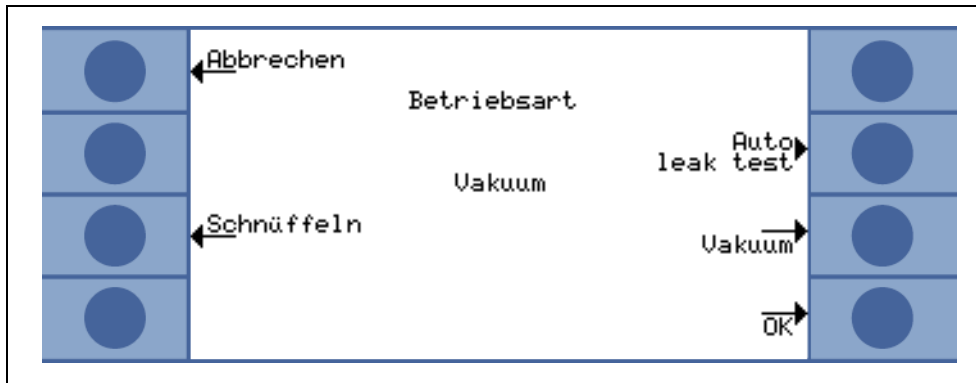 Abbrechen
Betriebsart
Auto
leak test
Vakuum
Schnüffeln
Vakuum
OK